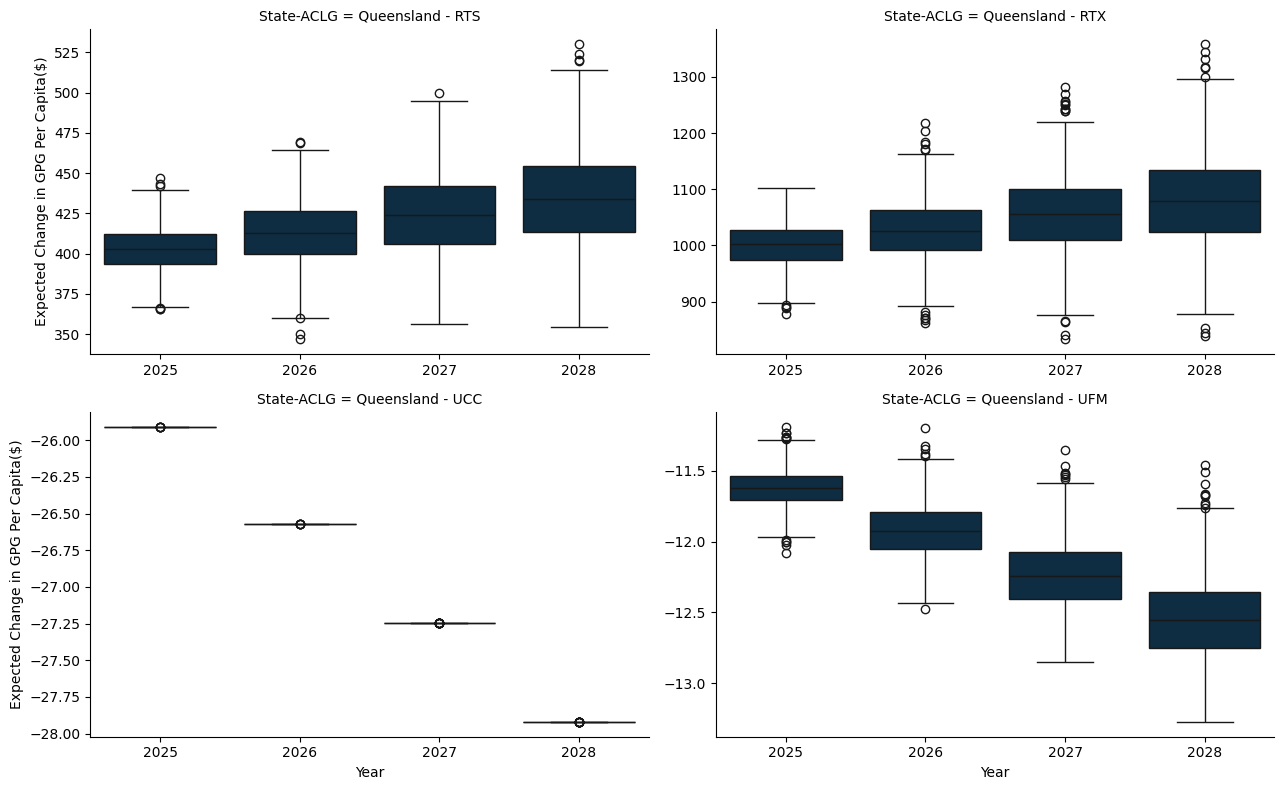 State-ACLG = Queensland - RTS
Expected Change in GPG Per Capita($)
525
500
475
450
425
400
375
350
2025 2026 2027 2028
State-ACLG = Queensland - RTX
1300
1200
1100
1000
900
2025 2026 2027 2028
State-ACLG = Queensland - UCC
Expected Change in GPG Per Capita($)
−26.00
−26.25
−26.50
−26.75
−27.00
−27.25
−27.50
−27.75
−28.00
2025 2026 2027 2028
Year
State-ACLG = Queensland - UFM
−11.5
−12.0
−12.5
−13.0
2025 2026 2027 2028
Year